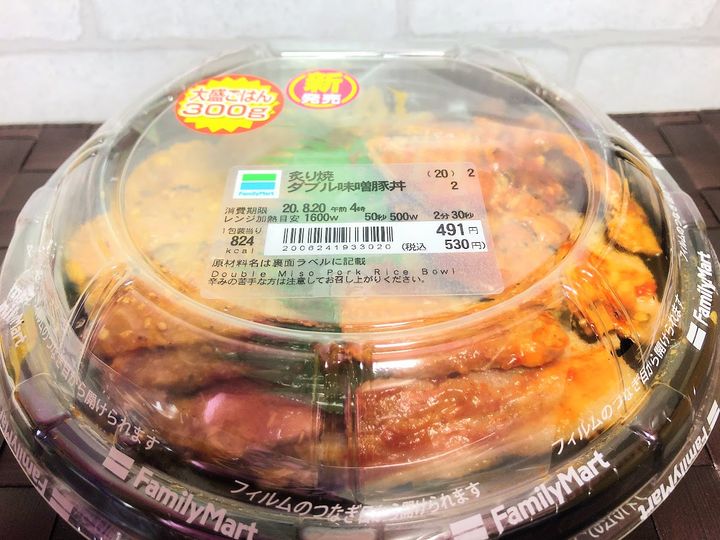 大盛ごはん
300g
新
発売
FamilyMart
炙り焼
ダブル味噌豚丼
(20) 2
2
消費期限 20. 8.20 午前 4時
レンジ加熱目安 1600w 50秒 500w 2分30秒
1包装当り
824
kcal
2006241933020
491円
(税込 530円)
原材料名は裏面ラベルに記載
Double Miso Pork Rice Bowl
辛みの苦手な方は注意してお召し上がりください。
FamilyMart
フィルムのつなぎ目から開けられます
FamilyMart
フィルムのつなぎ目から開けられます
FamilyMart